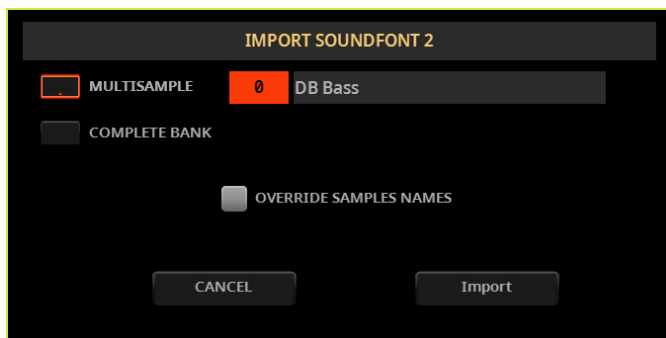 IMPORT SOUNDFONT 2
MULTISAMPLE 0 DB Bass
COMPLETE BANK
OVERRIDE SAMPLES NAMES
CANCEL Import